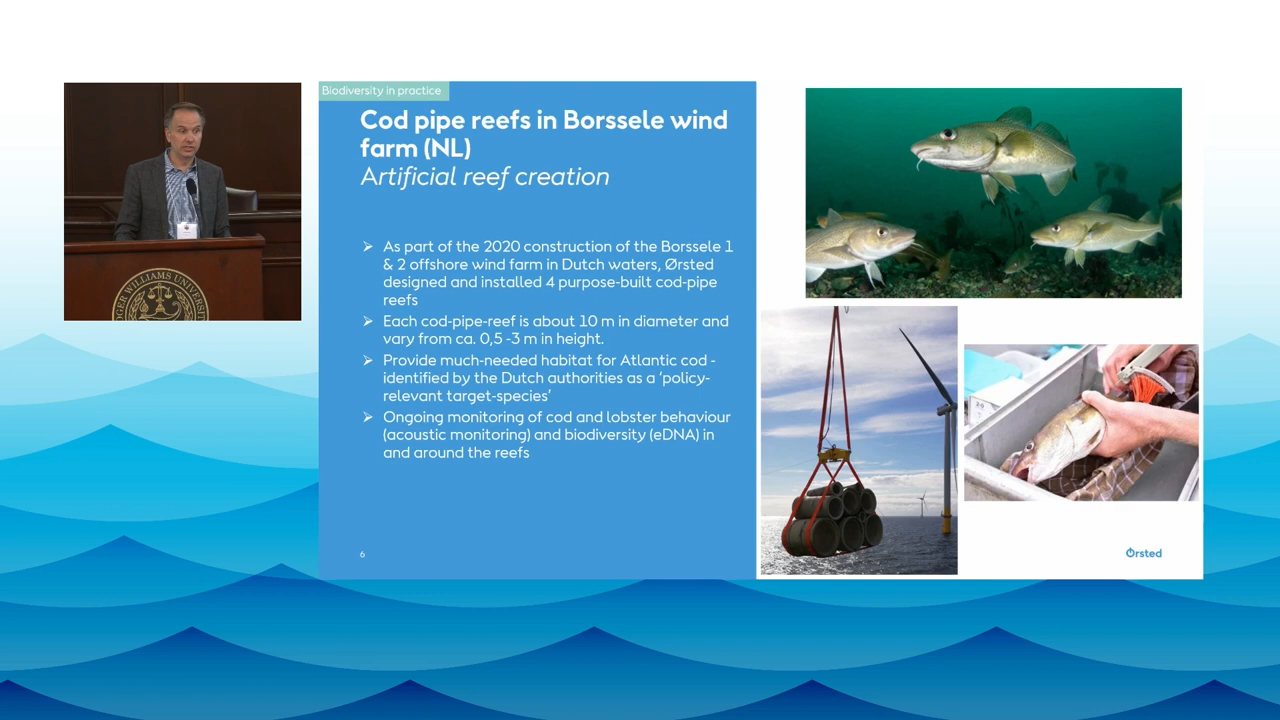 Biodiversity in practice
Cod pipe reefs in Borssele wind
farm (NL)
Artificial reef creation
➢ As part of the 2020 construction of the Borssele 1
& 2 offshore wind farm in Dutch waters, Ørsted
designed and installed 4 purpose-built cod-pipe
reefs
➢ Each cod-pipe-reef is about 10 m in diameter and
vary from ca. 0,5 -3 m in height.
➢ Provide much-needed habitat for Atlantic cod -
identified by the Dutch authorities as a 'policy-
relevant target-species'
➢ Ongoing monitoring of cod and lobster behaviour
(acoustic monitoring) and biodiversity (eDNA) in
and around the reefs
6
Ørsted
GER WILLIAMS UNIVERSITY